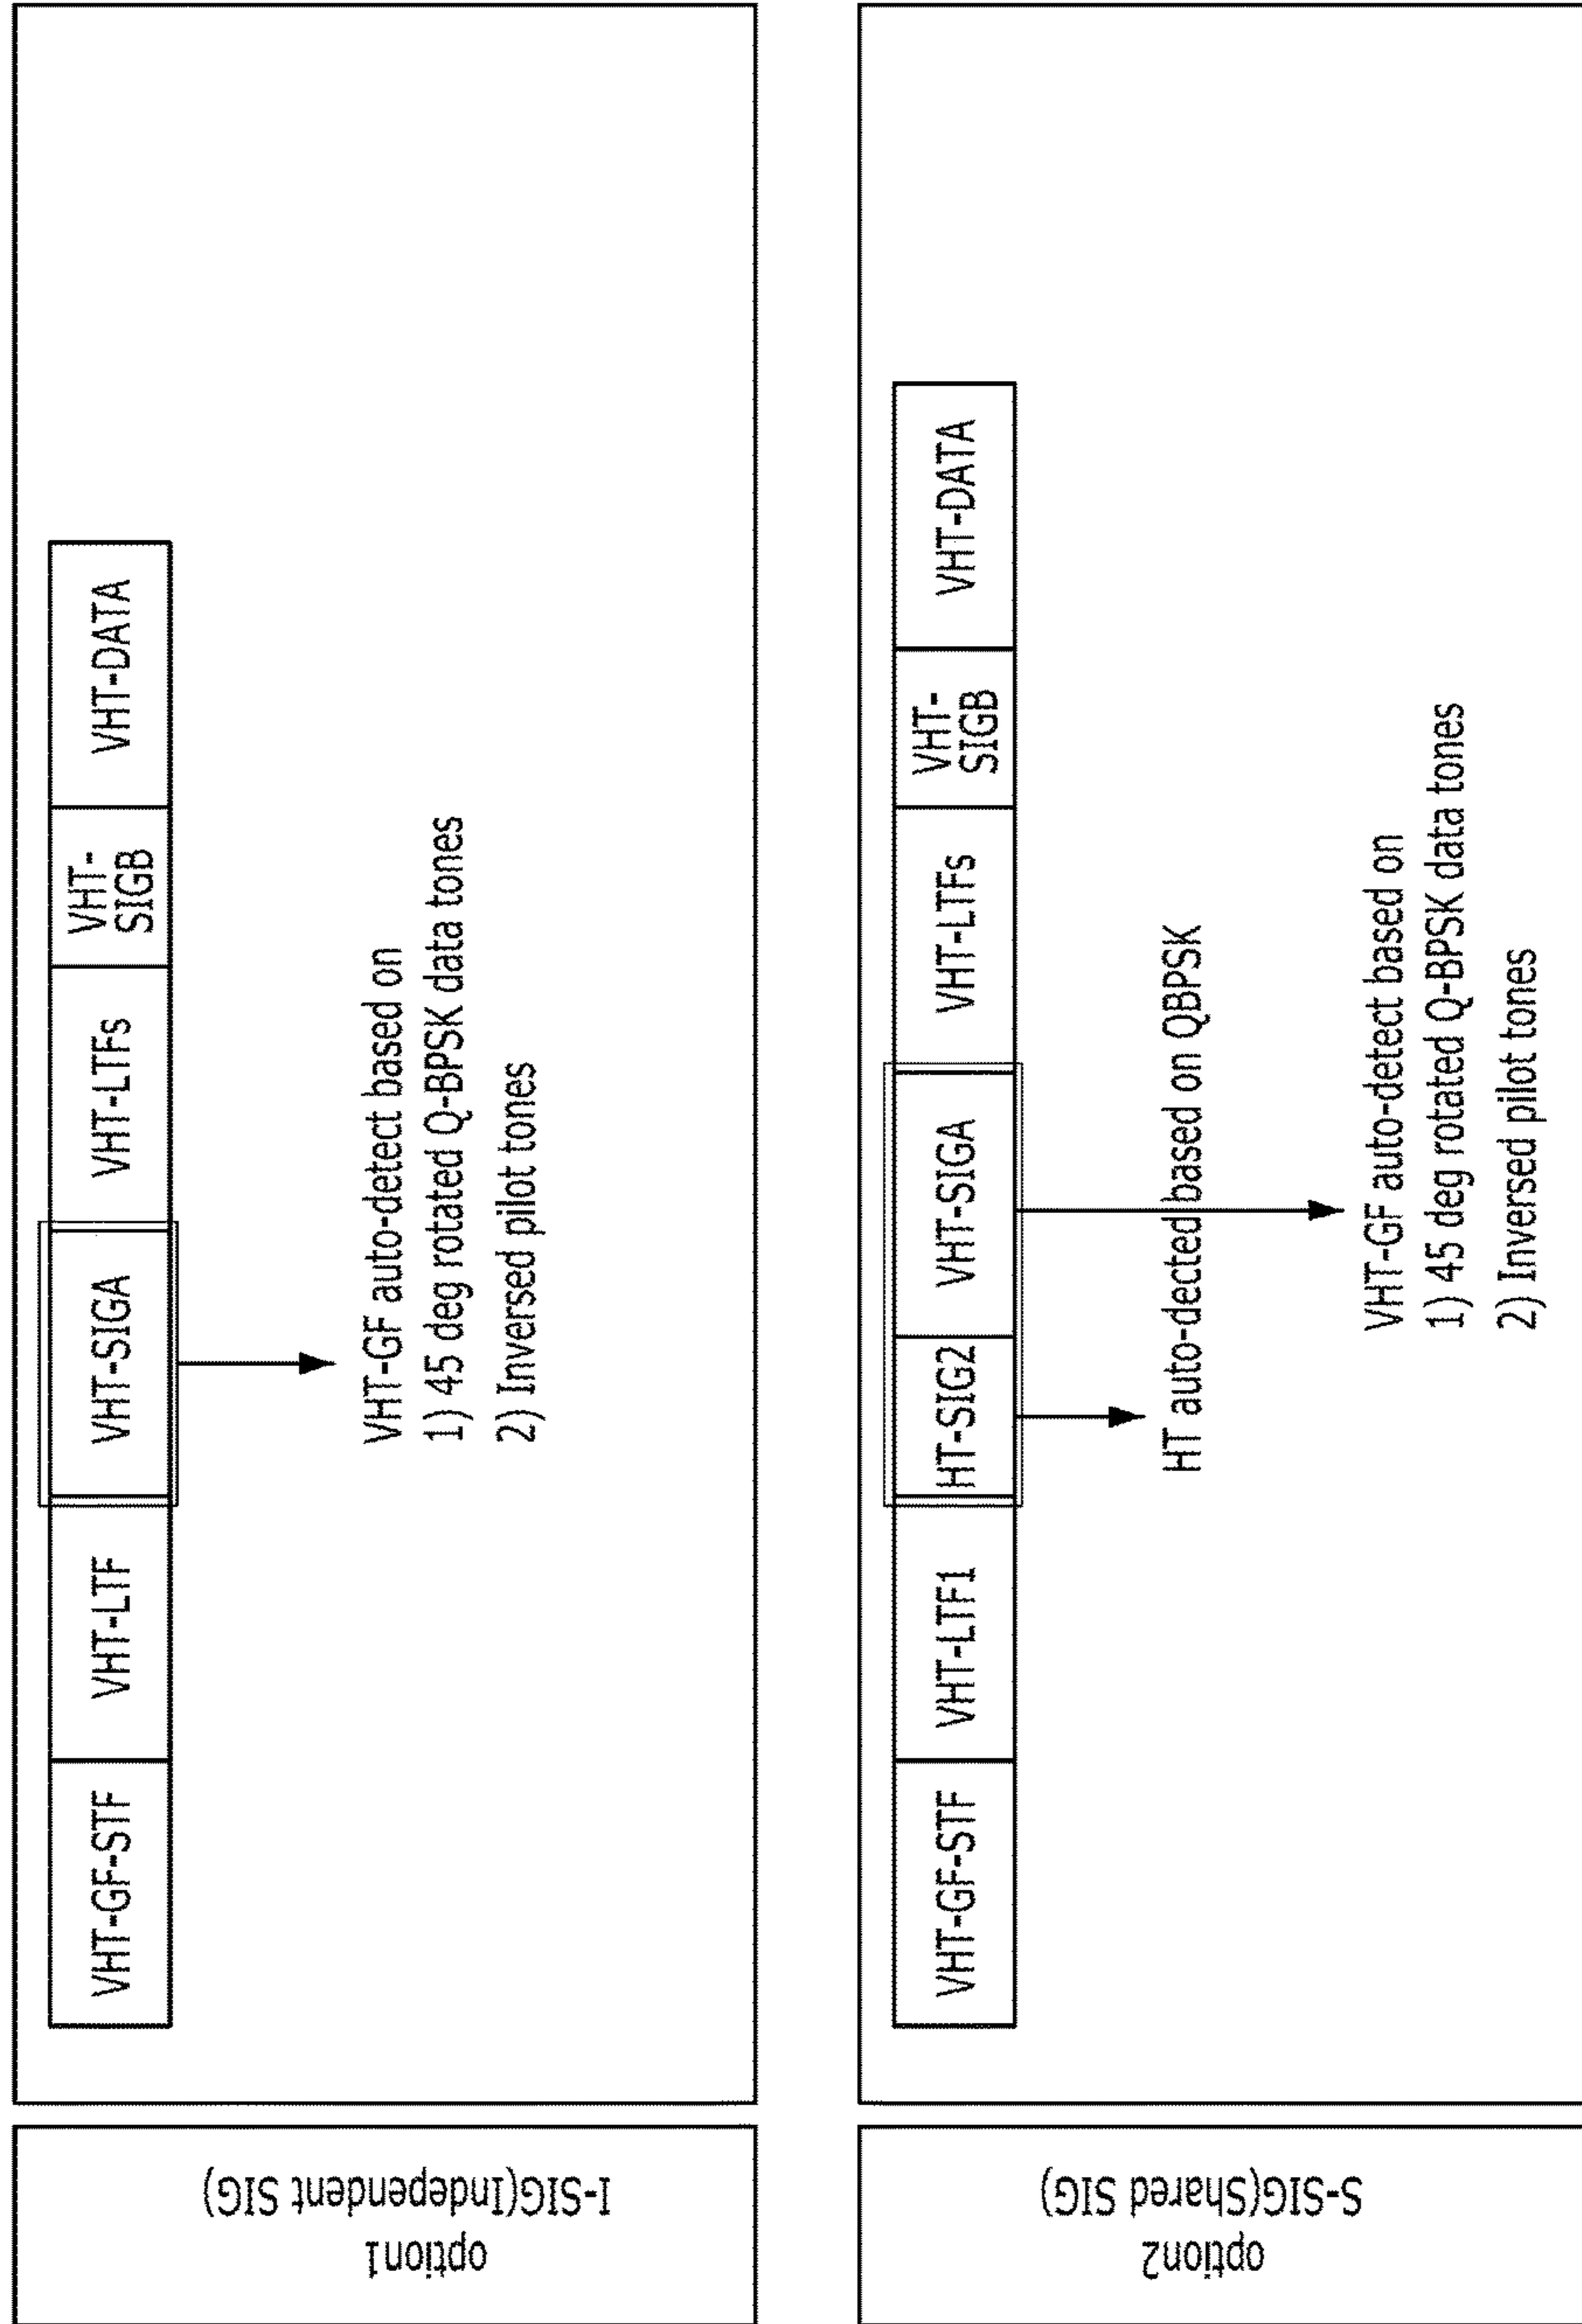 option1
I-SIG(Independent SIG)
VHT-GF-STF
VHT-LTF
VHT-SIGA
VHT-LTFs
VHT-
SIGB
VHT-DATA
VHT-GF auto-detect based on
1) 45 deg rotated Q-BPSK data tones
2) Inversed pilot tones
option2
S-SIG(Shared SIG)
VHT-GF-STF
VHT-LTF1
HT-SIG2
VHT-SIGA
VHT-LTFs
VHT-
SIGB
VHT-DATA
HT auto-dected based on QBPSK
VHT-GF auto-detect based on
1) 45 deg rotated Q-BPSK data tones
2) Inversed pilot tones